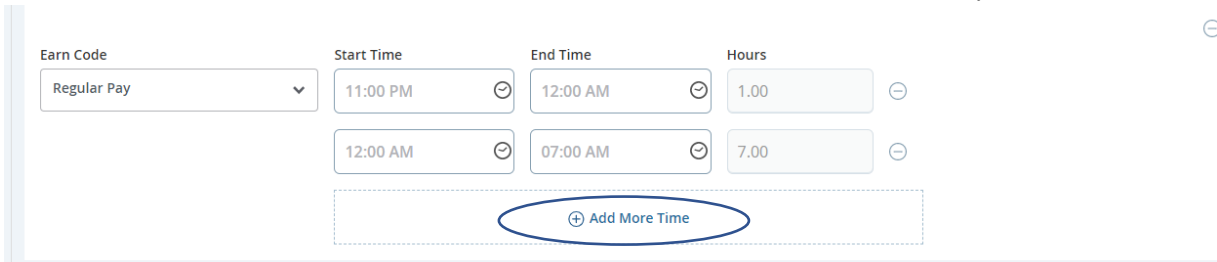 Earn Code Start Time End Time Hours
Regular Pay 11:00 PM 12:00 AM 1.00
12:00 AM 07:00 AM 7.00
Add More Time